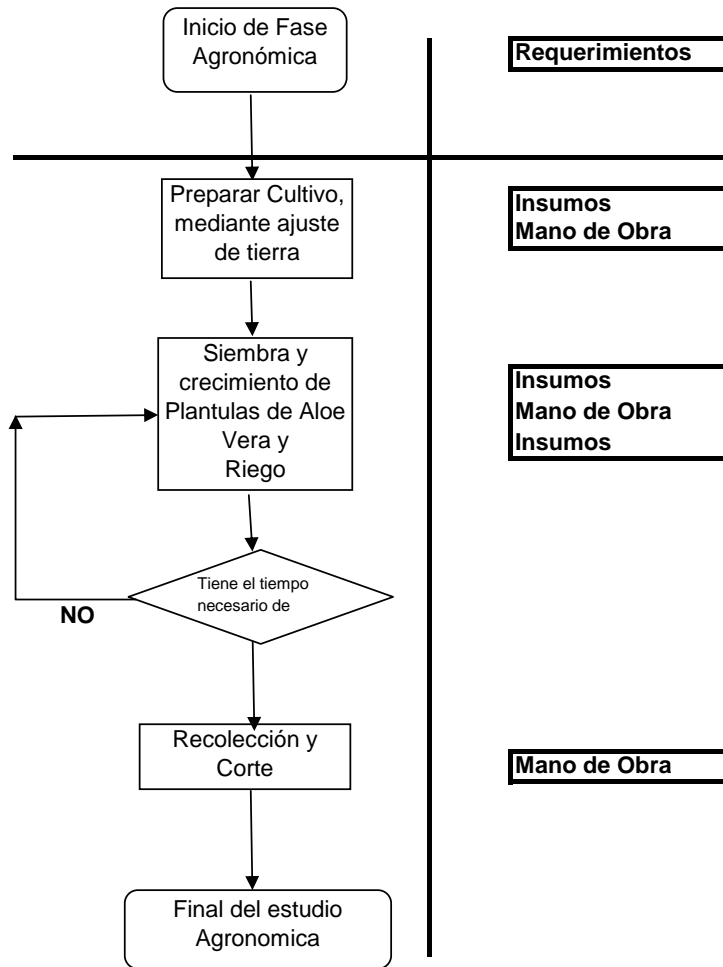 Inicio de Fase
Agronómica
Requerimientos
Preparar Cultivo,
mediante ajuste
de tierra
Insumos
Mano de Obra
Siembra y
crecimiento de
Plantulas de Aloe
Vera y
Riego
Insumos
Mano de Obra
Insumos
Tiene el tiempo
necesario de
NO
Recolección y
Corte
Mano de Obra
Final del estudio
Agronomica